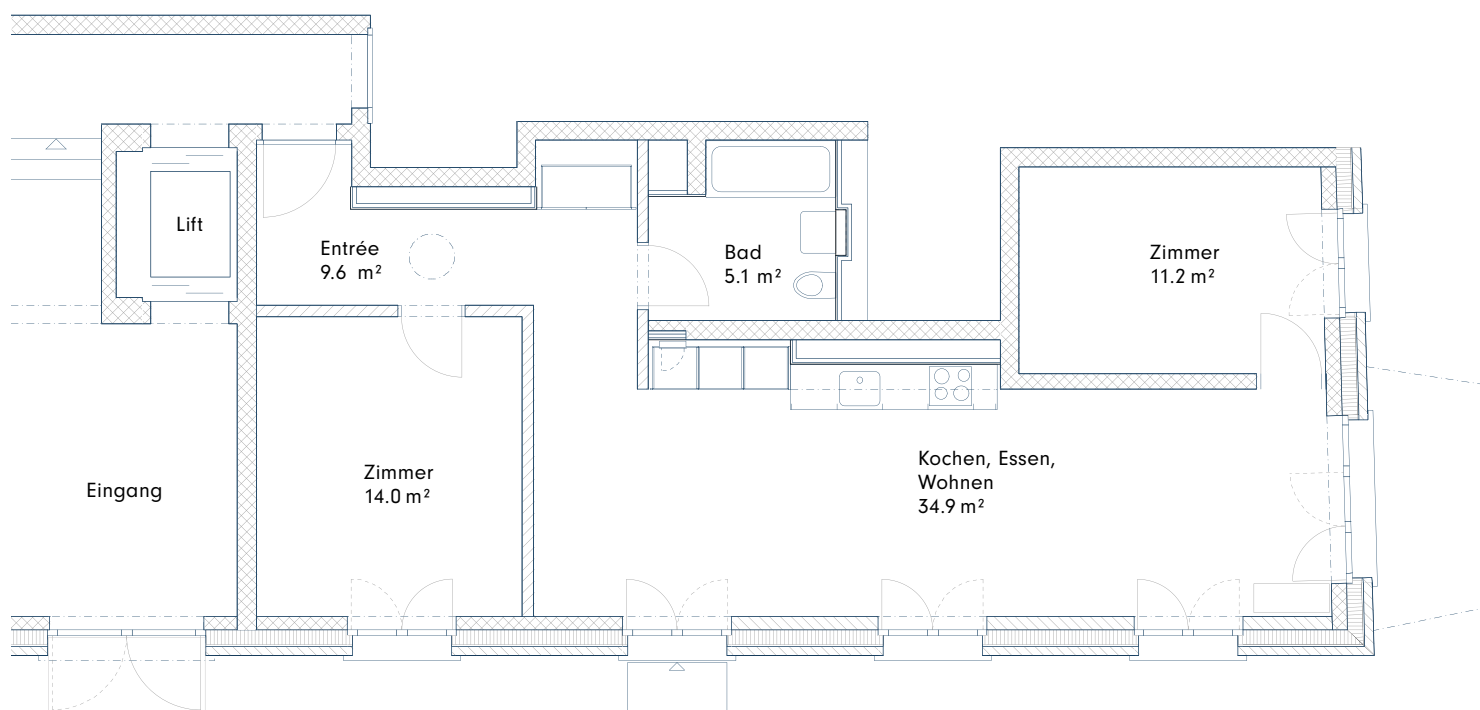 Lift
Entrée
9.6 m²
Bad
5.1 m²
Zimmer
11.2 m²
Zimmer
14.0 m²
Eingang
Kochen, Essen,
Wohnen
34.9 m²